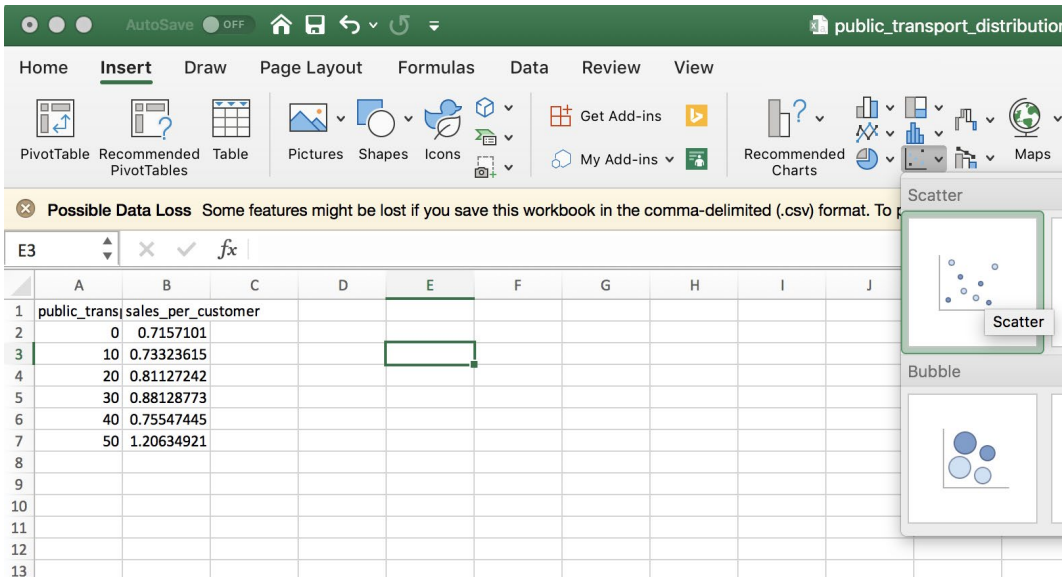 AutoSave OFF public_transport_distribution
Home Insert Draw Page Layout Formulas Data Review View
Get Add-ins
PivotTable Recommended Table Pictures Shapes Icons My Add-ins Recommended Maps
PivotTables Charts
Possible Data Loss Some features might be lost if you save this workbook in the comma-delimited (.csv) format. To
Scatter
E3 fx
A B C D E F G H I J
1 public_trans sales_per_customer
Scatter
2 0 0.7157101
3 10 0.73323615
Bubble
4 20 0.81127242
5 30 0.88128773
6 40 0.75547445
7 50 1.20634921
8
9
10
11
12
13